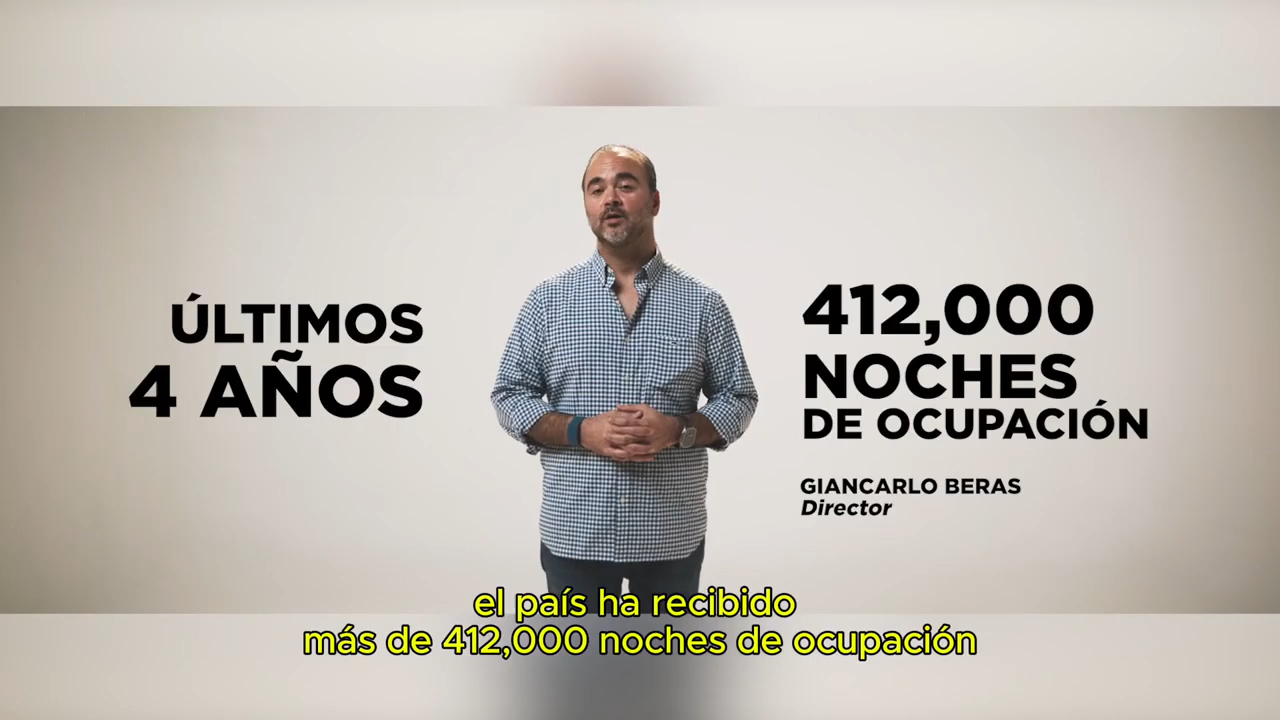 ÚLTIMOS
4 AÑOS
412,000
NOCHES
DE OCUPACIÓN
GIANCARLO BERAS
Director
el país ha recibido
más de 412,000 noches de ocupación